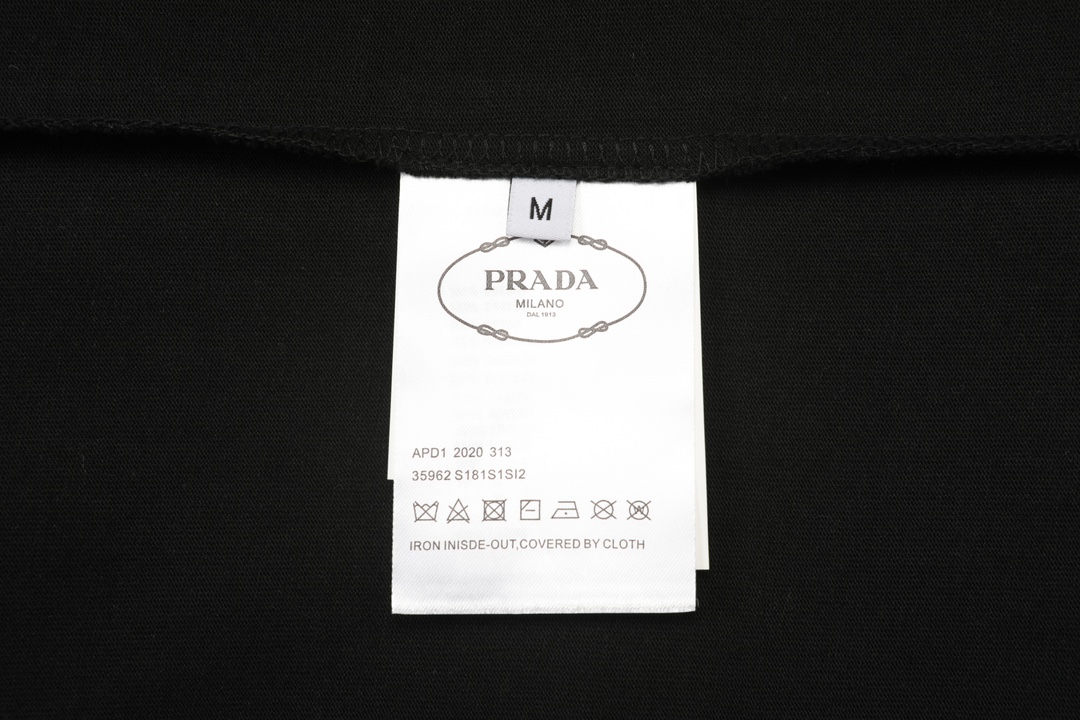 M
PRADA
MILANO
DAL 1913
APD1 2020 313
35962 S181S1SI2
IRON INISDE-OUT,COVERED BY CLOTH